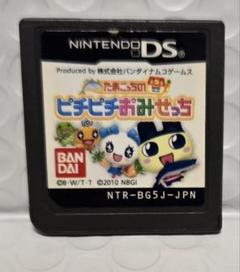 NINTENDO DS
Produced by 株式会社バンダイナムコゲームス
たまごっちの
ピチピチおみせっち
BAN
DAI
©B・W/T・T ©2010 NBGI
NTR-BG5J-JPN